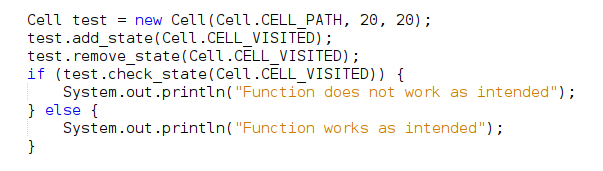 Cell test = new Cell(Cell.CELL_PATH, 20, 20);
test.add_state(Cell.CELL_VISITED);
test.remove_state(Cell.CELL_VISITED);
if (test.check_state(Cell.CELL_VISITED)) {
    System.out.println("Function does not work as intended");
} else {
    System.out.println("Function works as intended");
}